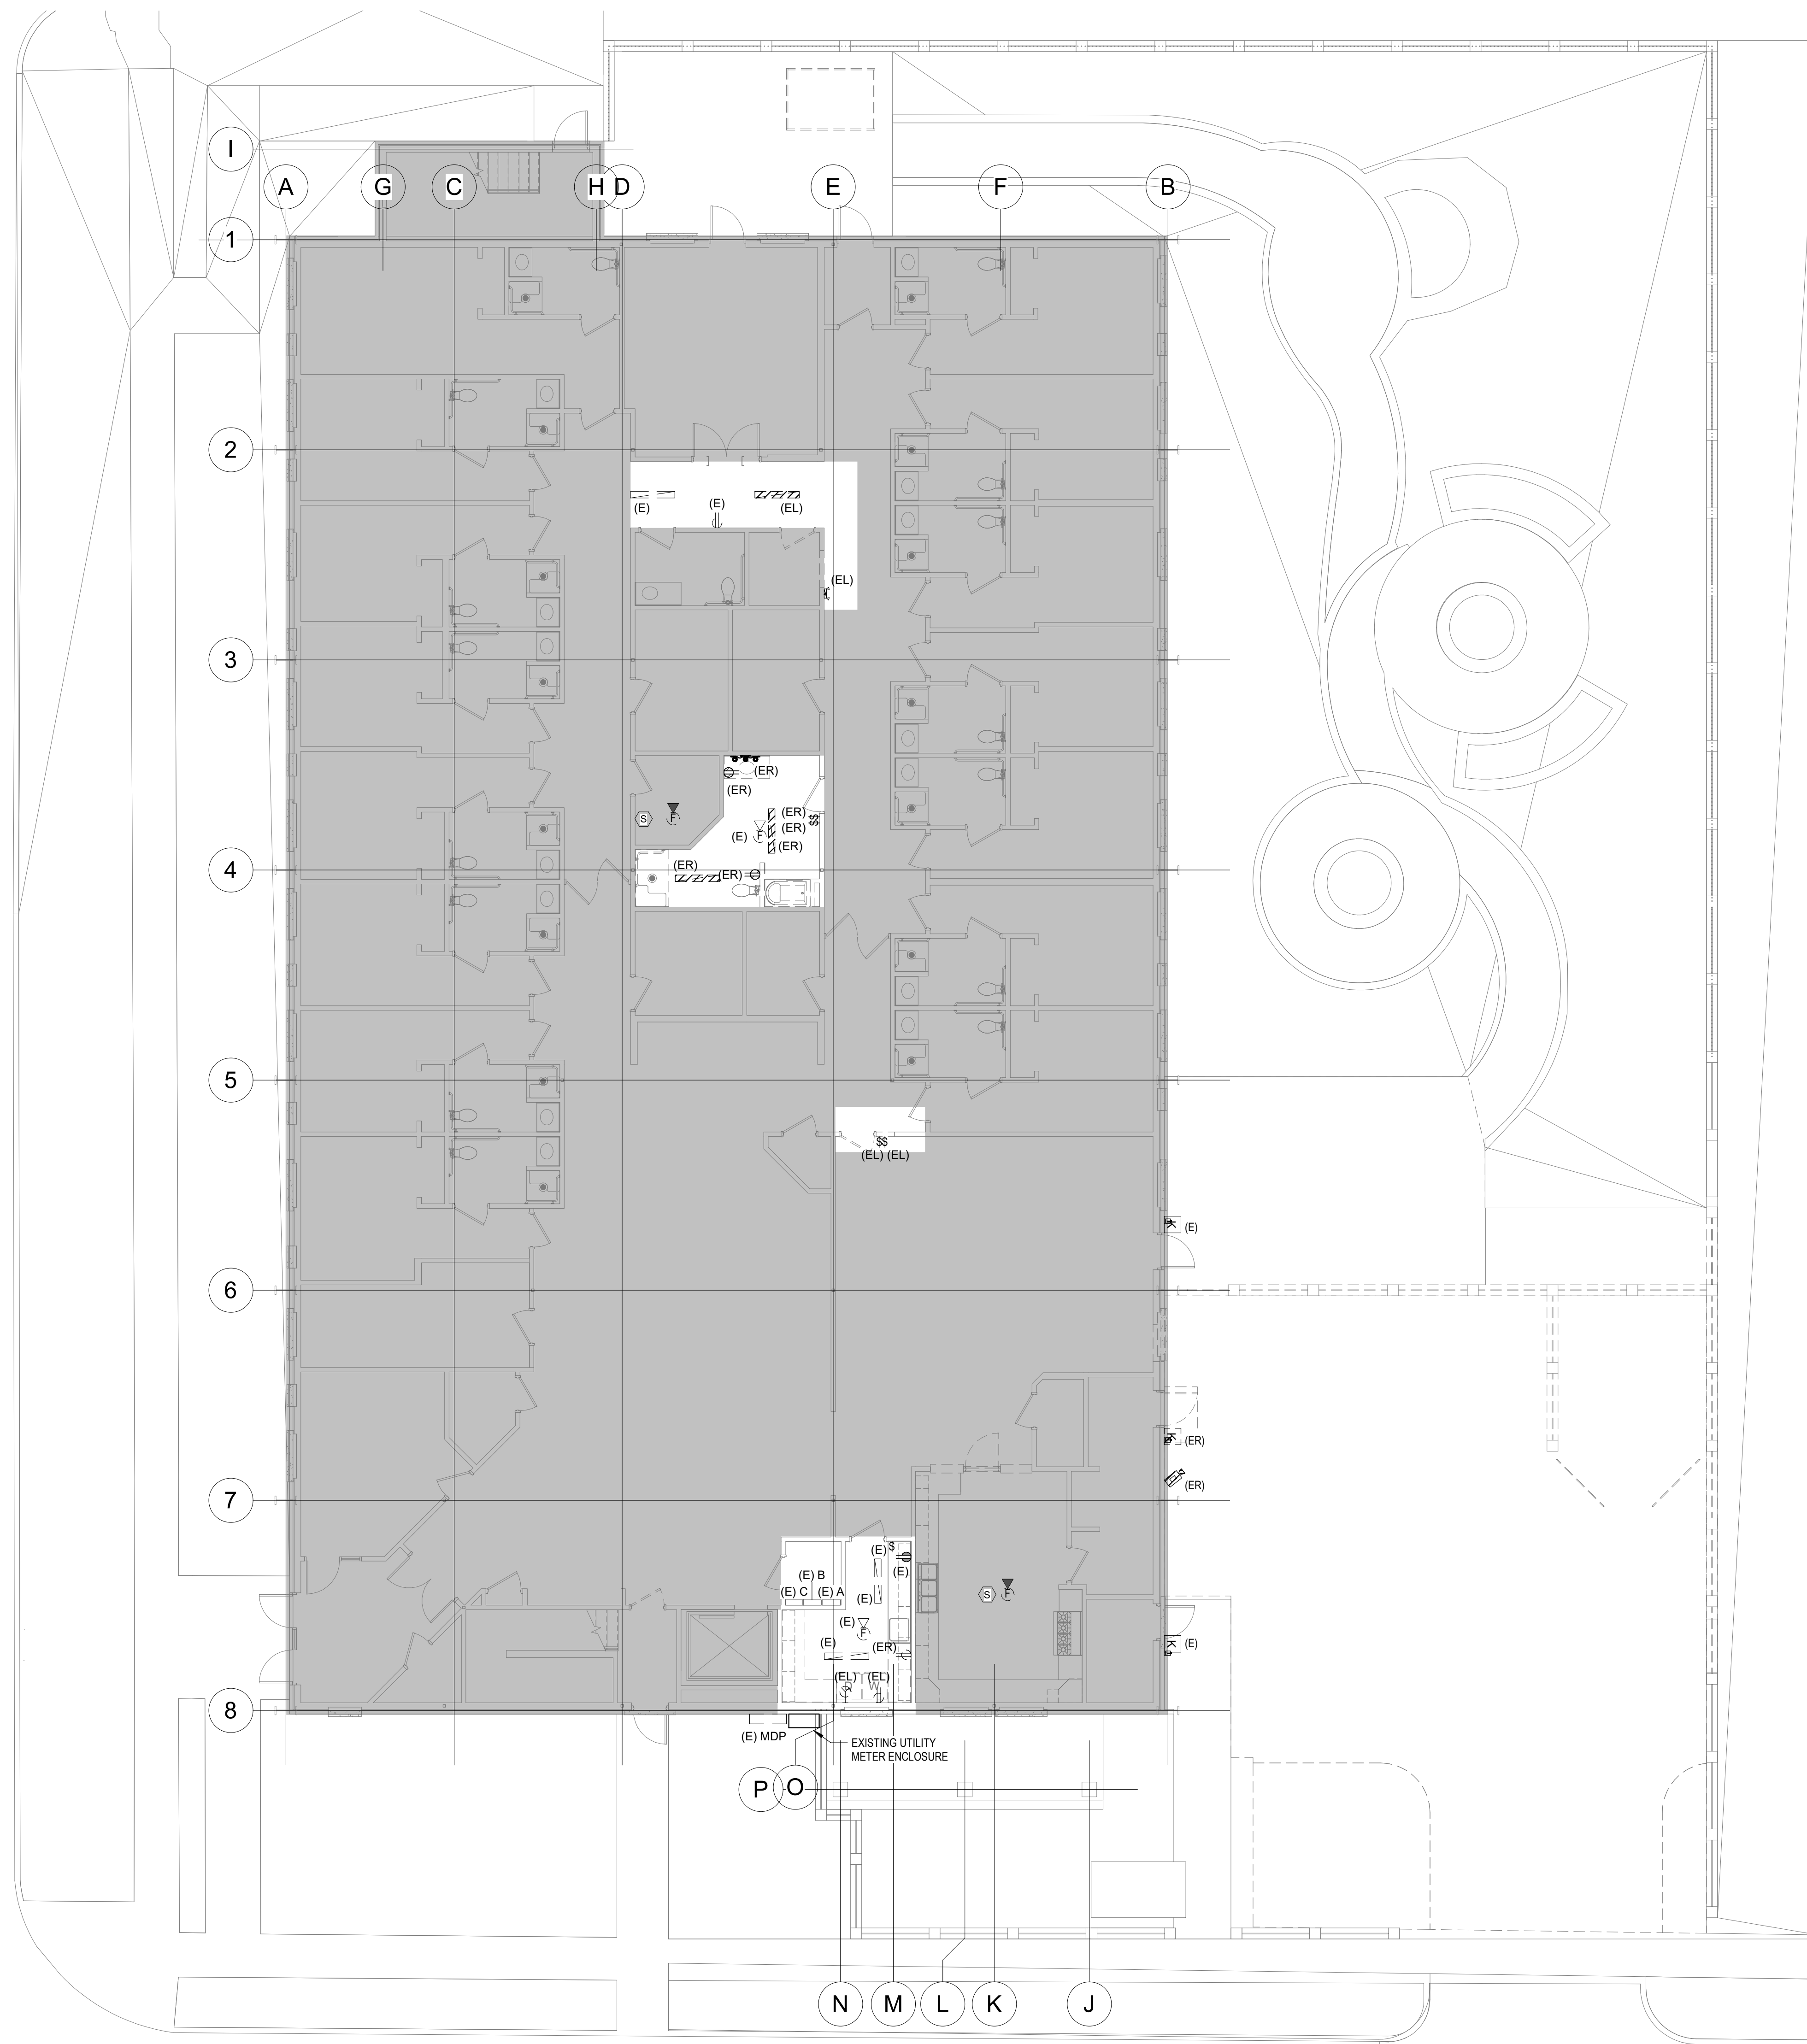 I
A
G
C
H
D
E
F
B
1
2
(E)
(E)
(EL)
(EL)
3
(ER)
(ER)
(ER)
$$
S
F
(E)
F
(ER)
(ER)
4
(ER)
(ER)
5
$$
(EL) (EL)
K
(E)
6
K
(ER)
(ER)
7
(E)
$
(E)
(E) B
(E) C
(E) A
(E)
S
F
(E)
F
(E)
(ER)
K
(E)
(EL)
(EL)
D
W
8
(E) MDP
EXISTING UTILITY
METER ENCLOSURE
P
O
N
M
L
K
J